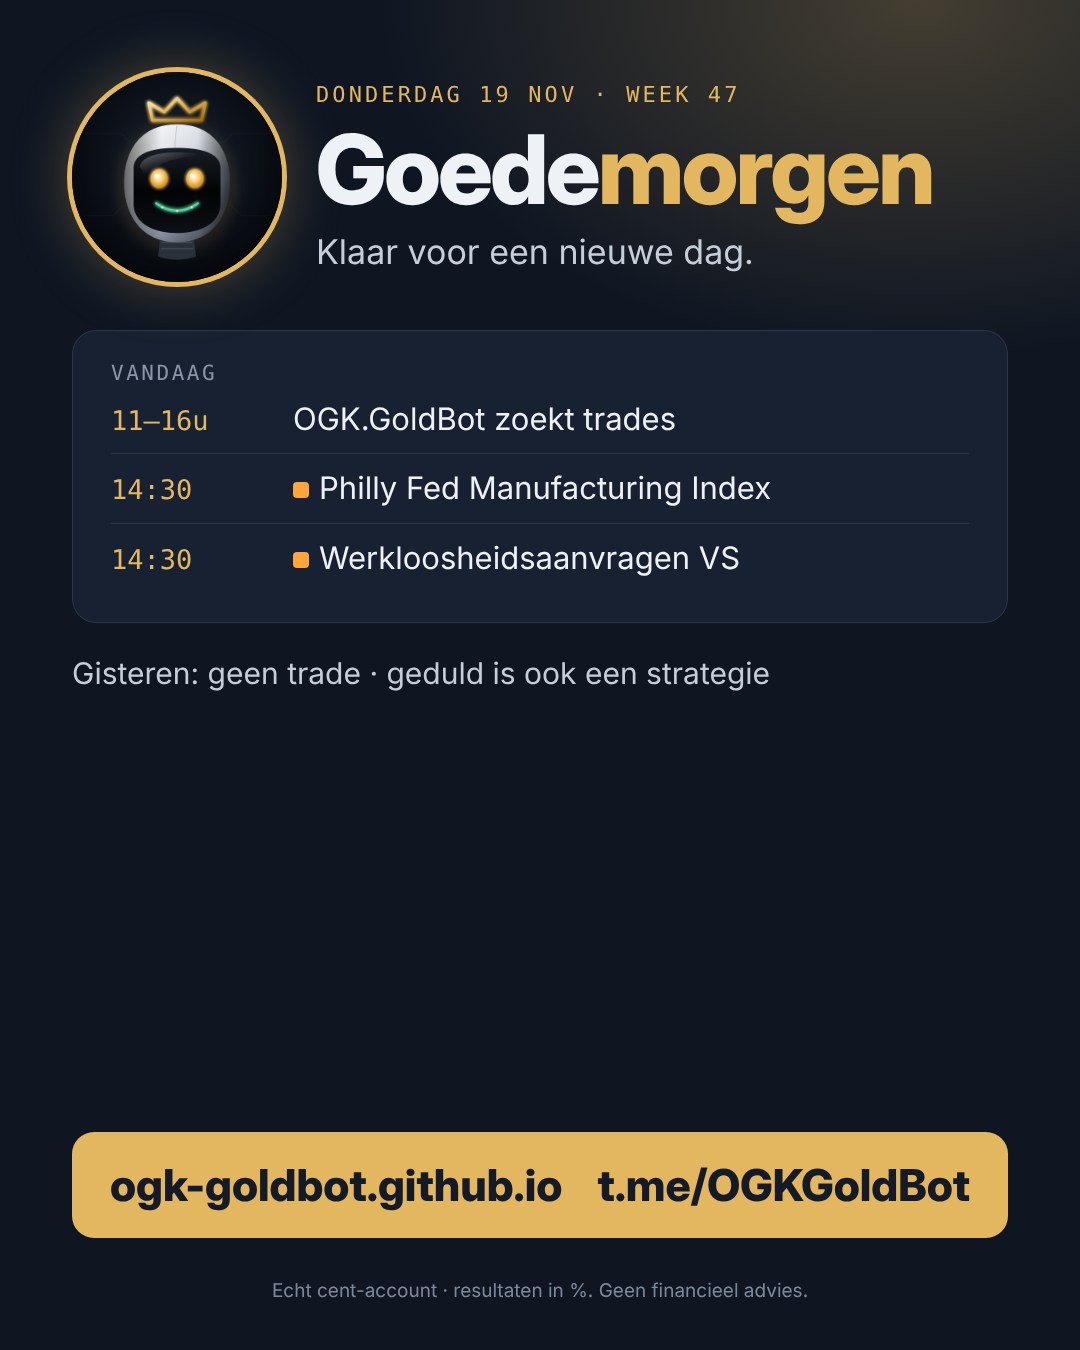 DONDERDAG 19 NOV · WEEK 47
Goedemorgen
Klaar voor een nieuwe dag.
VANDAAG
11–16u OGK.GoldBot zoekt trades
14:30 Philly Fed Manufacturing Index
14:30 Werkloosheidsaanvragen VS
Gisteren: geen trade · geduld is ook een strategie
ogk-goldbot.github.io t.me/OGKGoldBot
Echt cent-account · resultaten in %. Geen financieel advies.